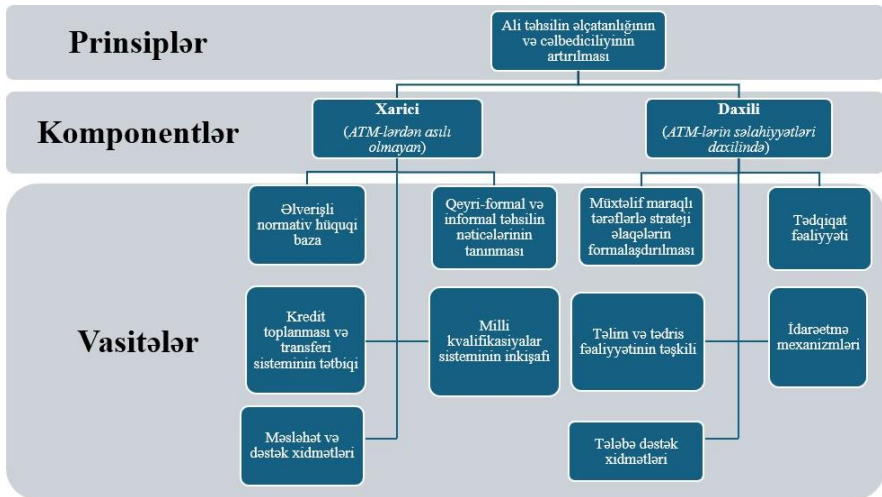 Prinsiplər
Ali təhsilin əlçatanlığının
və cəlbediciliyinin
artırılması
Komponentlər
Xarici
(ATM-lərdən asılı
olmayan)
Daxili
(ATM-lərin səlahiyyətləri
daxilində)
Vasitələr
Əlverişli
normativ hüquqi
baza
Qeyri-formal və
informal təhsilin
nəticələrinin
tanınması
Müxtəlif maraqlı
tərəflərlə strateji
əlaqələrin
formalaşdırılması
Tədqiqat
fəaliyyəti
Kredit
toplanması və
transferi
sisteminin tətbiqi
Milli
kvalifikasiyalar
sisteminin inkişafı
Təlim və tədris
fəaliyyətinin təşkili
İdarəetmə
mexanizmləri
Məsləhət və
dəstək xidmətləri
Tələbə dəstək
xidmətləri